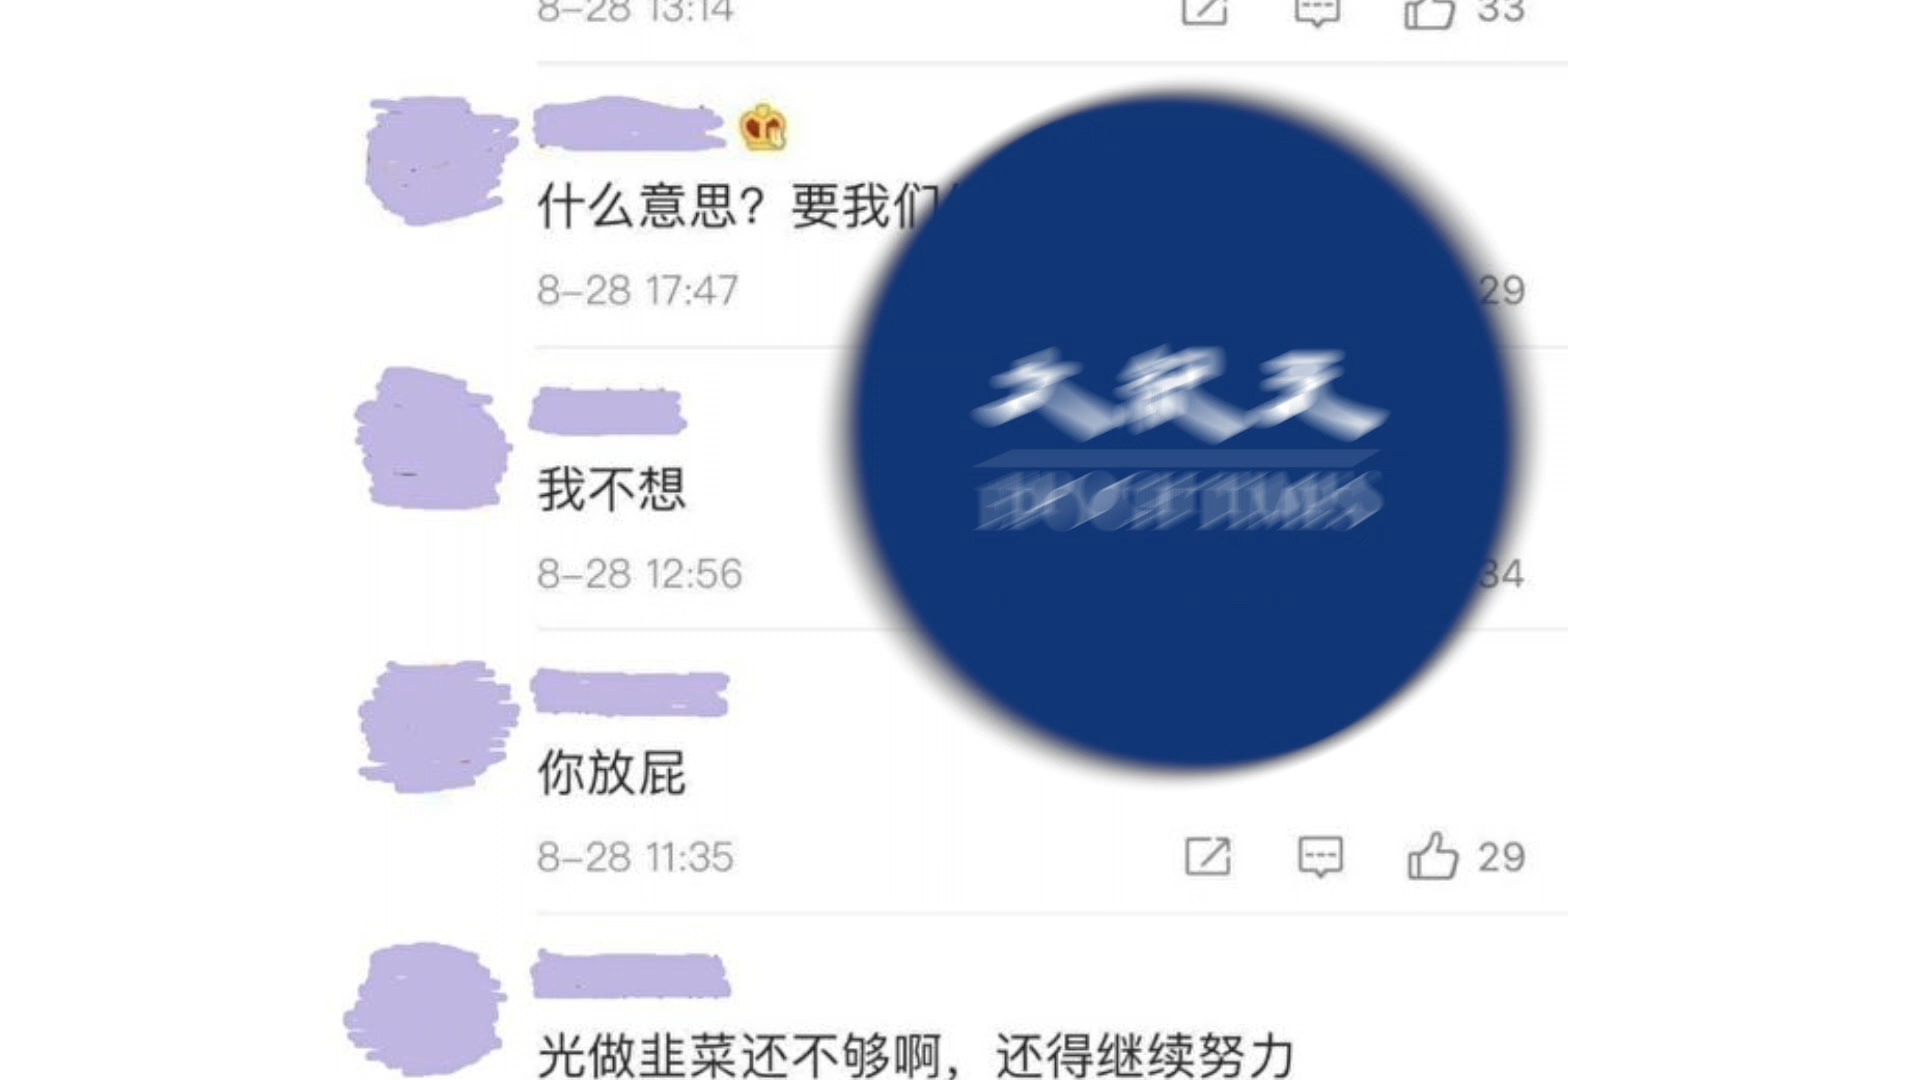 8-28 13:14 33
什么意思？要我们
8-28 17:47 29
我不想
8-28 12:56 34
你放屁
8-28 11:35 29
光做韭菜还不够啊，还得继续努力
EPOCH TIMES